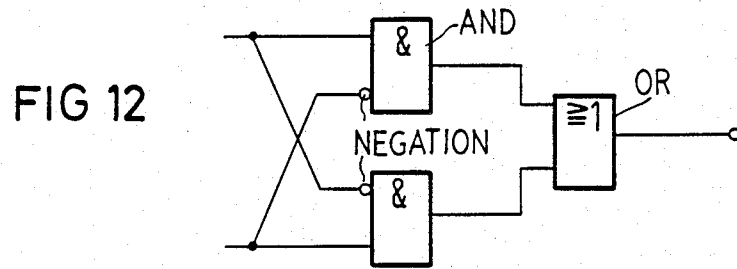 & AND
FIG 12
≥1 OR
NEGATION
&